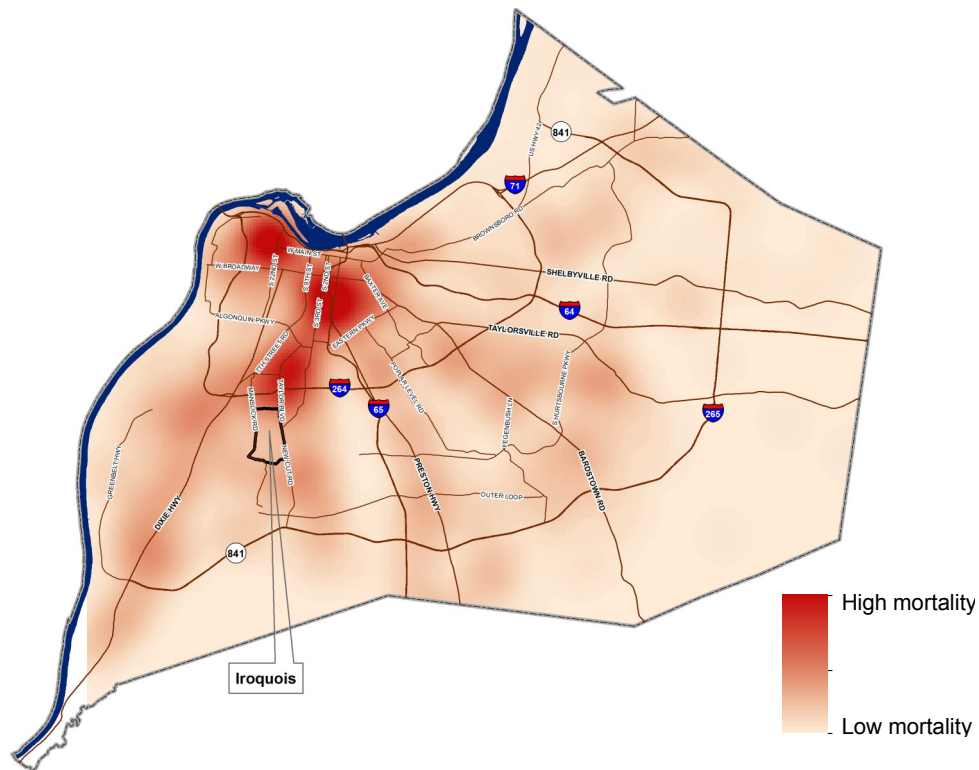 841
US HWY 42
71
BROWNSBORO RD
W MAIN ST
W BROADWAY
S 22ND ST
S 9TH ST
S 2ND ST
BAXTER AVE
SHELBYVILLE RD
S 3RD ST
64
ALGONQUIN PKWY
EASTERN PKWY
TAYLORSVILLE RD
7TH STREET RD
POPLAR LEVEL RD
S HURTSBOURNE PKWY
264
MANSLICK RD
TAYLOR BLVD
65
FEGENBUSH LN
265
GREENBELT HWY
NEW CUT RD
PRESTON HWY
BARDSTOWN RD
DIXIE HWY
OUTER LOOP
841
High mortality
Iroquois
Low mortality